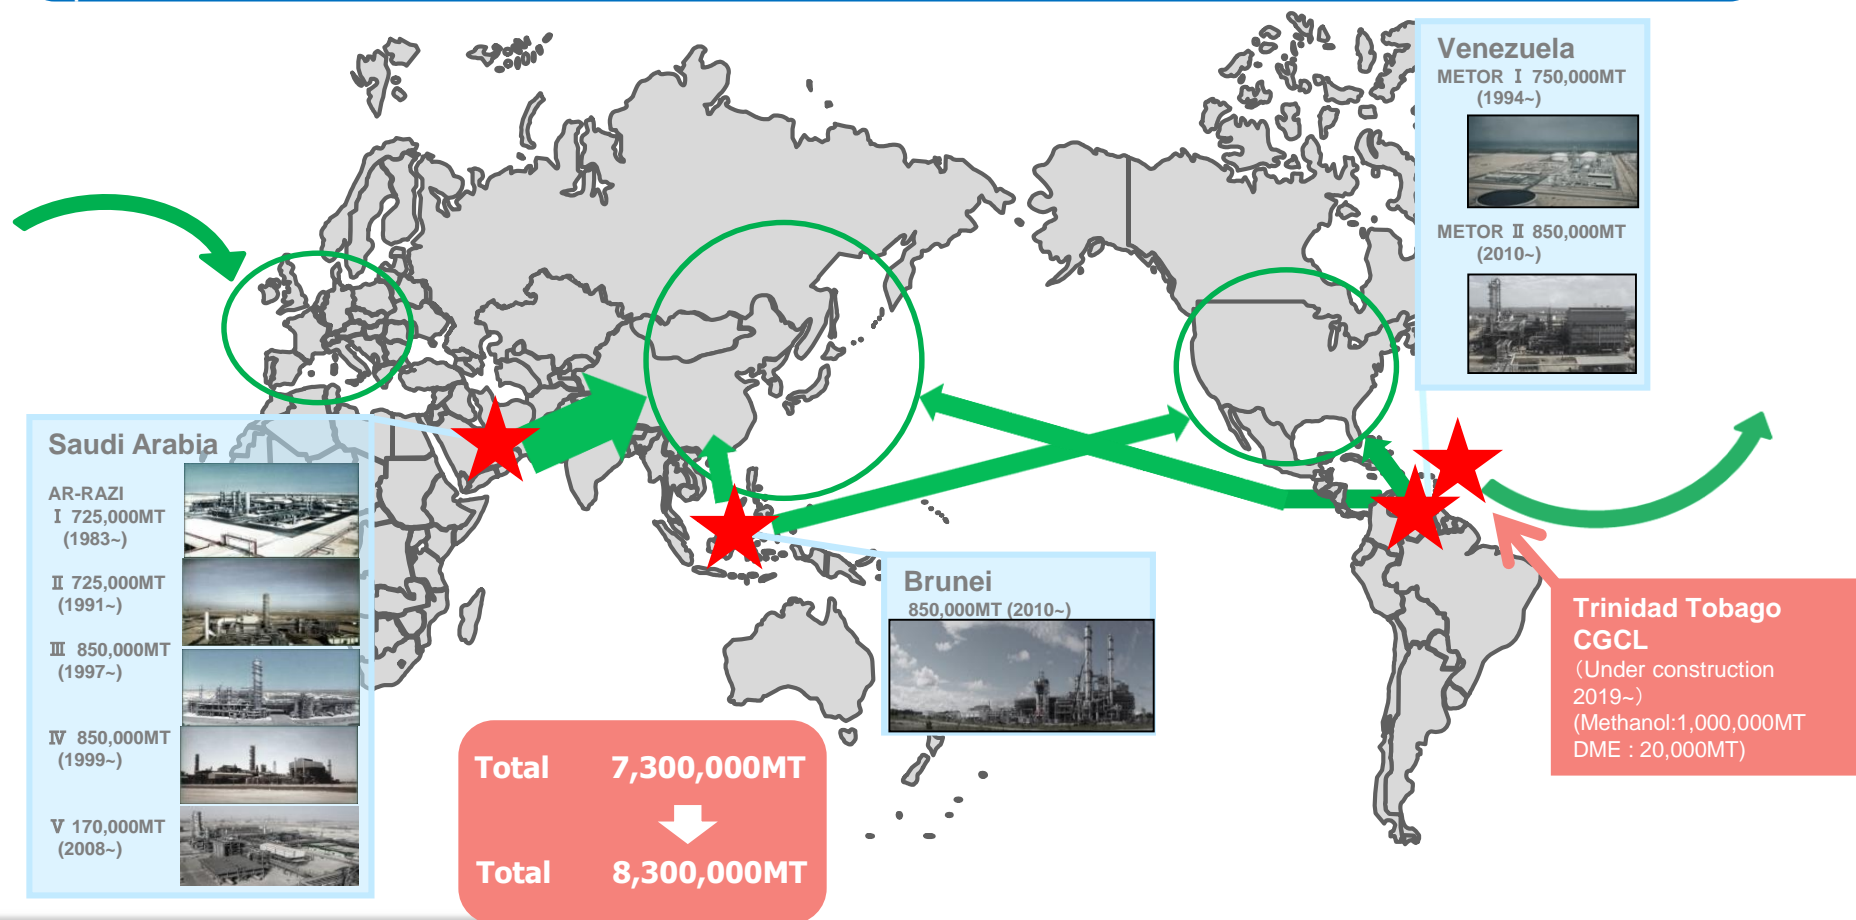 Venezuela
METOR Ⅰ 750,000MT
(1994~)
METOR Ⅱ 850,000MT
(2010~)
Saudi Arabia
AR-RAZI
Ⅰ 725,000MT
(1983~)
Ⅱ 725,000MT
(1991~)
Ⅲ 850,000MT
(1997~)
Ⅳ 850,000MT
(1999~)
Ⅴ 170,000MT
(2008~)
Brunei
850,000MT (2010~)
Trinidad Tobago
CGCL
（Under construction
2019~）
(Methanol:1,000,000MT
DME : 20,000MT)
Total 7,300,000MT
Total 8,300,000MT